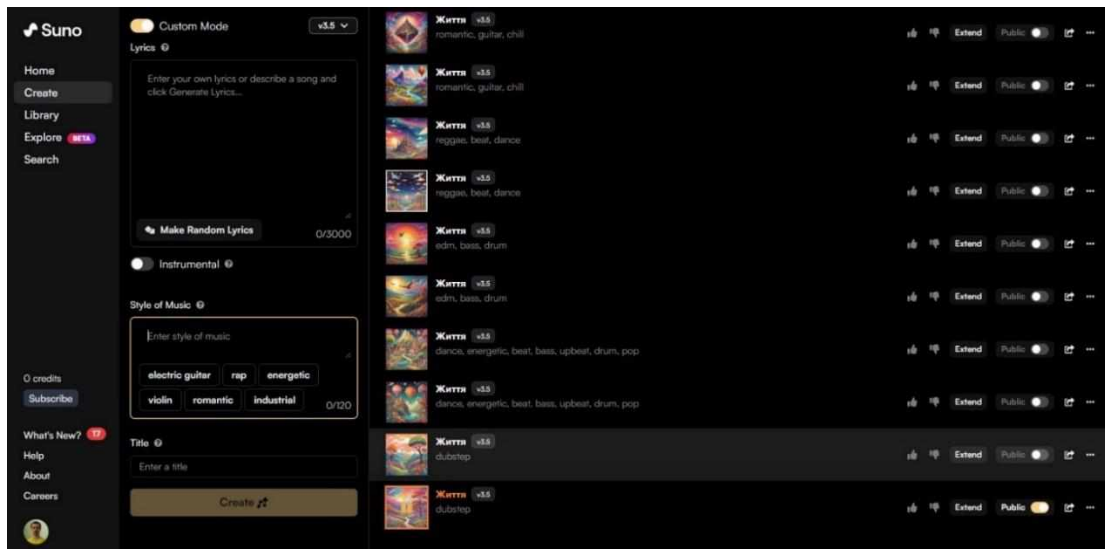 Suno
Home
Create
Library
Explore BETA
Search
0 credits
Subscribe
What's New? 17
Help
About
Careers
Custom Mode
v3.5
Lyrics
Enter your own lyrics or describe a song and
click Generate Lyrics...
Make Random Lyrics
0/3000
Instrumental
Style of Music
Enter style of music
electric guitar rap energetic
violin romantic industrial
0/120
Title
Enter a title
Create
Життя v3.5
romantic, guitar, chill
Extend Public
Життя v3.5
romantic, guitar, chill
Extend Public
Життя v3.5
reggae, beat, dance
Extend Public
Життя v3.5
reggae, beat, dance
Extend Public
Життя v3.5
edm, bass, drum
Extend Public
Життя v3.5
edm, bass, drum
Extend Public
Життя v3.5
dance, energetic, beat, bass, upbeat, drum, pop
Extend Public
Життя v3.5
dance, energetic, beat, bass, upbeat, drum, pop
Extend Public
Життя v3.5
dubstep
Extend Public
Життя v3.5
dubstep
Extend Public